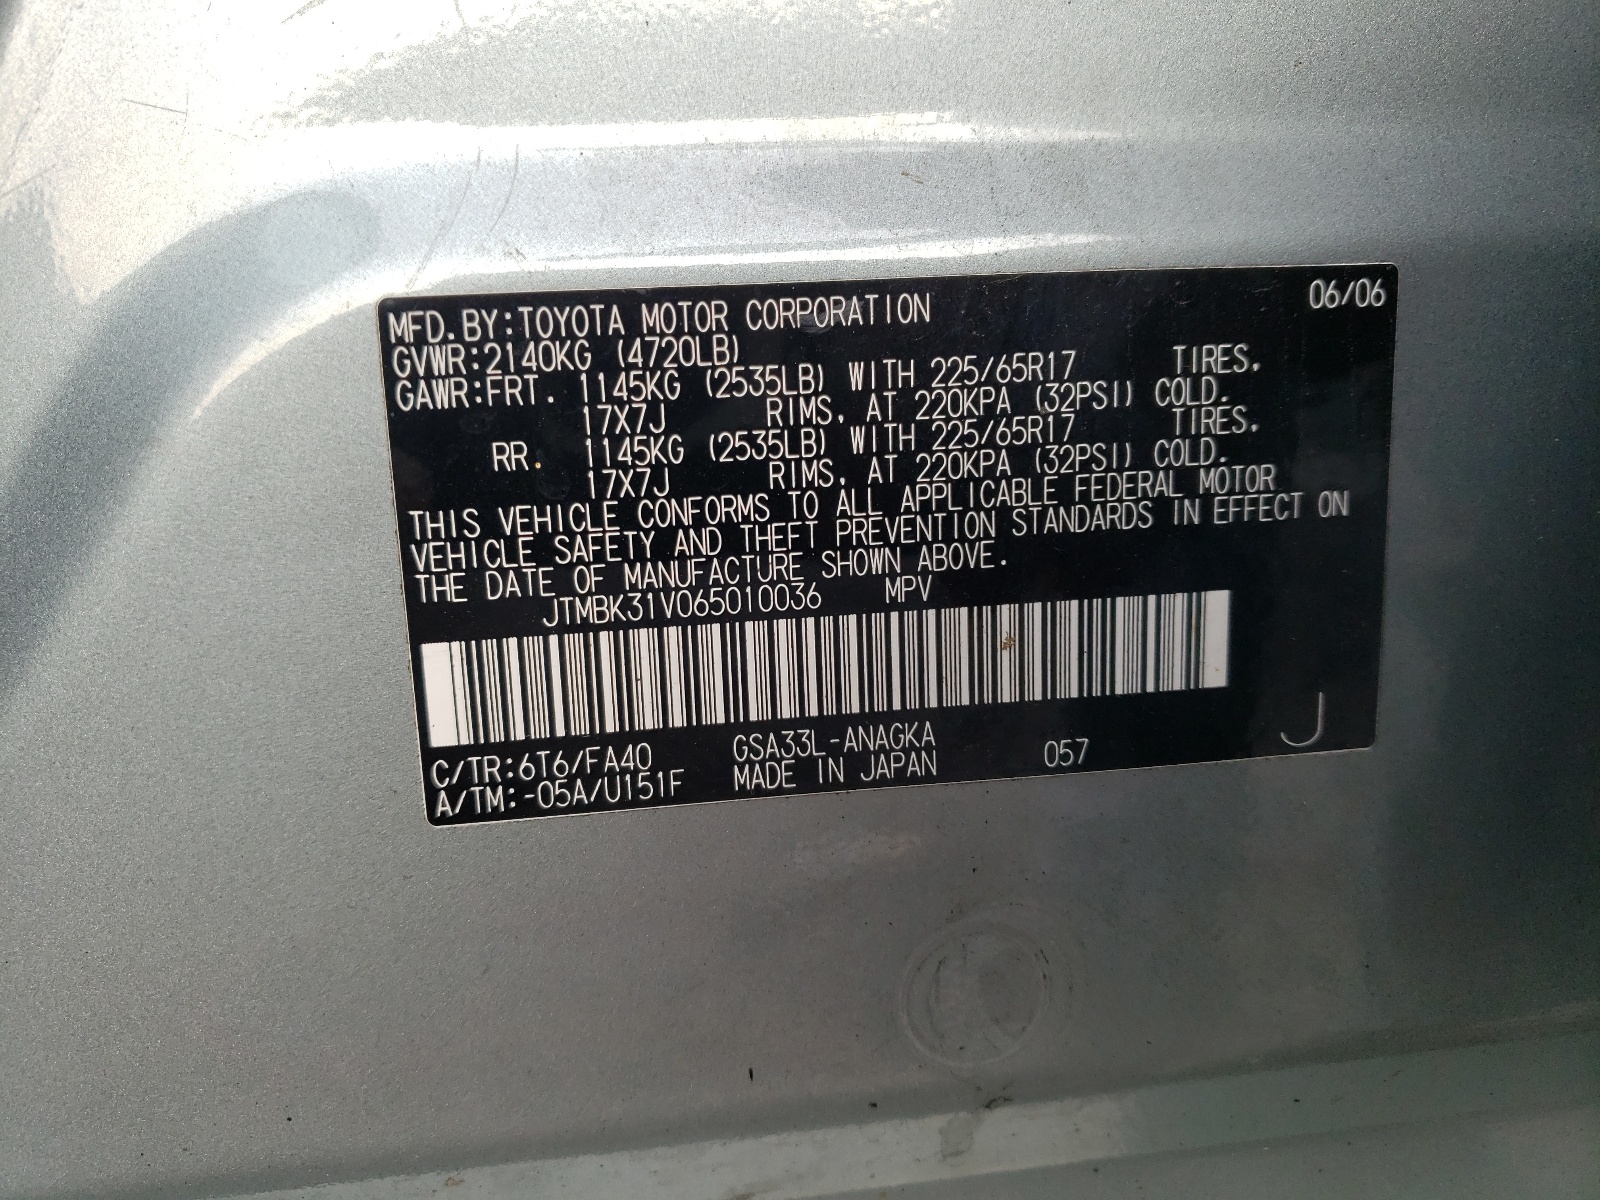 06/06
MFD.BY:TOYOTA MOTOR CORPORATION
GVWR:2140KG (4720LB)
GAWR:FRT. 1145KG (2535LB) WITH 225/65R17 TIRES,
17X7J RIMS, AT 220KPA (32PSI) COLD.
RR. 1145KG (2535LB) WITH 225/65R17 TIRES,
17X7J RIMS, AT 220KPA (32PSI) COLD.
THIS VEHICLE CONFORMS TO ALL APPLICABLE FEDERAL MOTOR
VEHICLE SAFETY AND THEFT PREVENTION STANDARDS IN EFFECT ON
THE DATE OF MANUFACTURE SHOWN ABOVE.
JTMBK31V065010036 MPV
C/TR:6T6/FA40 GSA33L-ANAGKA
A/TM:-05A/U151F MADE IN JAPAN 057 J